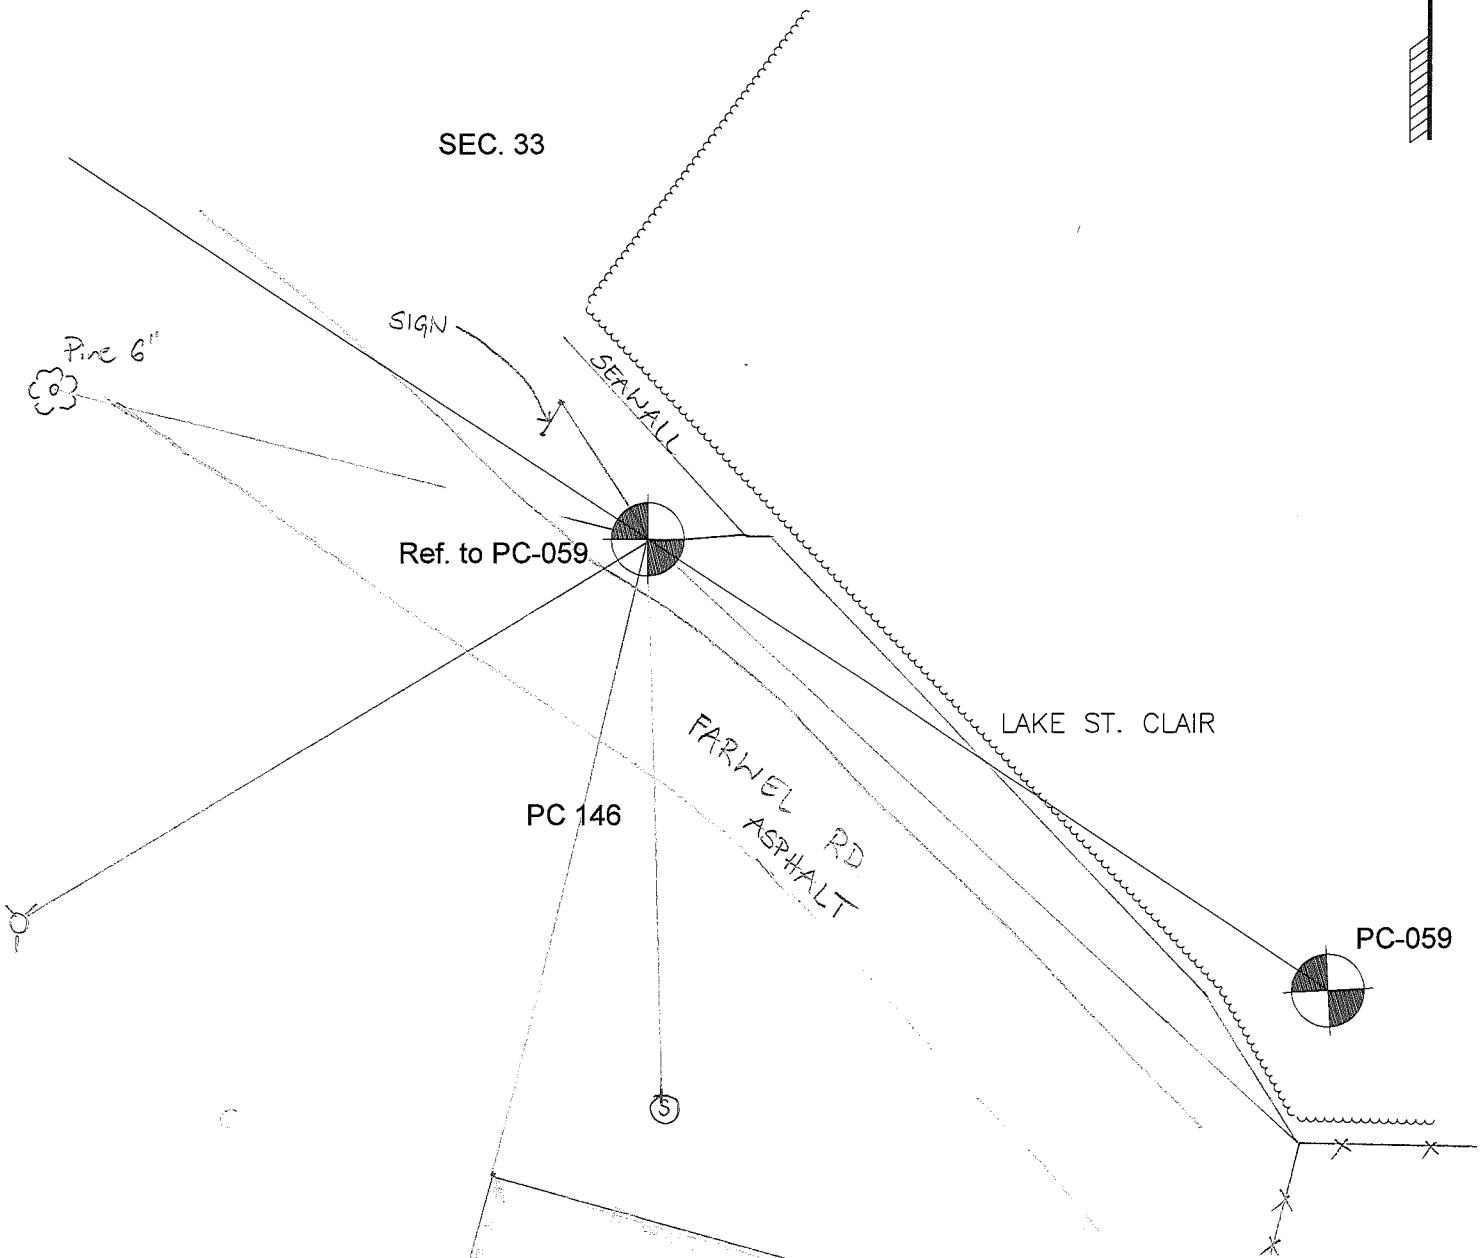 SEC. 33
SIGN
Pine 6"
SEAWALL
Ref. to PC-059
LAKE ST. CLAIR
FARWEL RD
ASPHALT
PC 146
PC-059
S